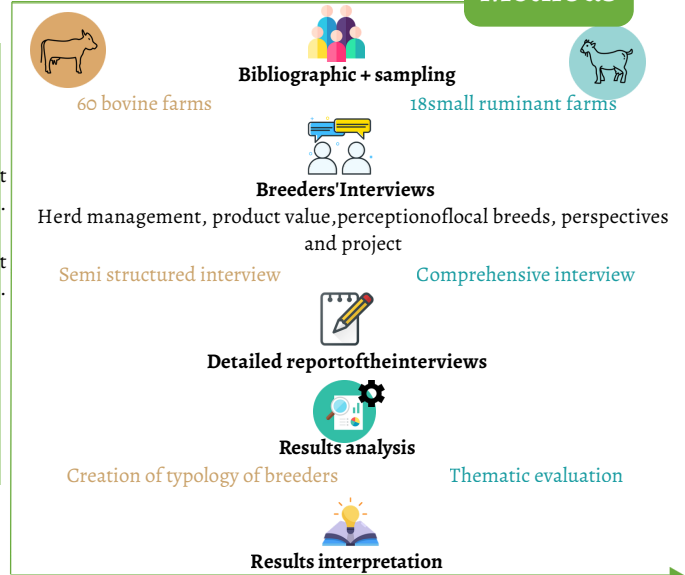 Bibliographic + sampling
60 bovine farms
18small ruminant farms
Breeders'Interviews
Herd management, product value,perceptionoflocal breeds, perspectives
and project
Semi structured interview
Comprehensive interview
Detailed reportoftheinterviews
Results analysis
Creation of typology of breeders
Thematic evaluation
Results interpretation